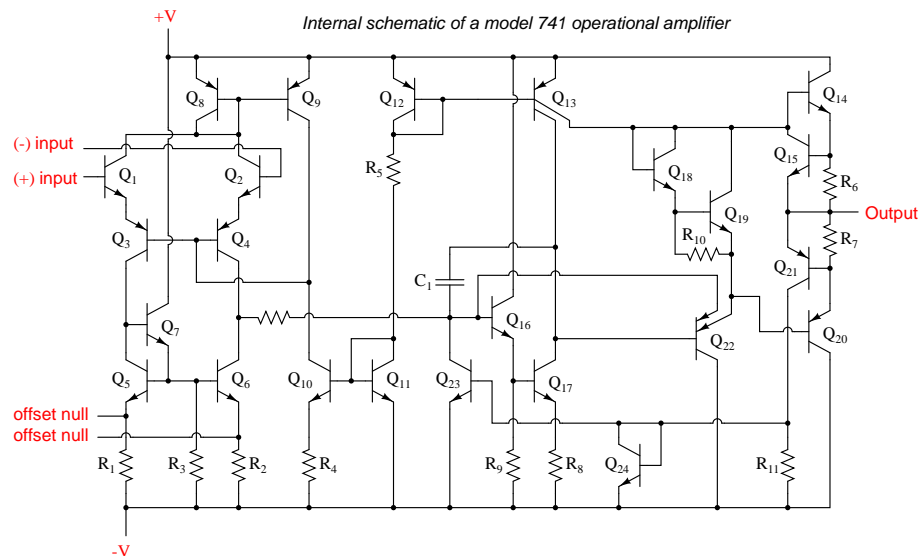 Internal schematic of a model 741 operational amplifier
+V
Q8
Q9
Q12
Q13
Q14
(-) input
(+) input
Q1
Q2
R5
Q18
Q15
R6
Q19
Output
Q3
Q4
R10
R7
C1
Q21
Q7
Q16
Q22
Q20
Q5
Q6
Q10
Q11
Q23
Q17
offset null
offset null
R1
R3
R2
R4
R9
R8
Q24
R11
-V